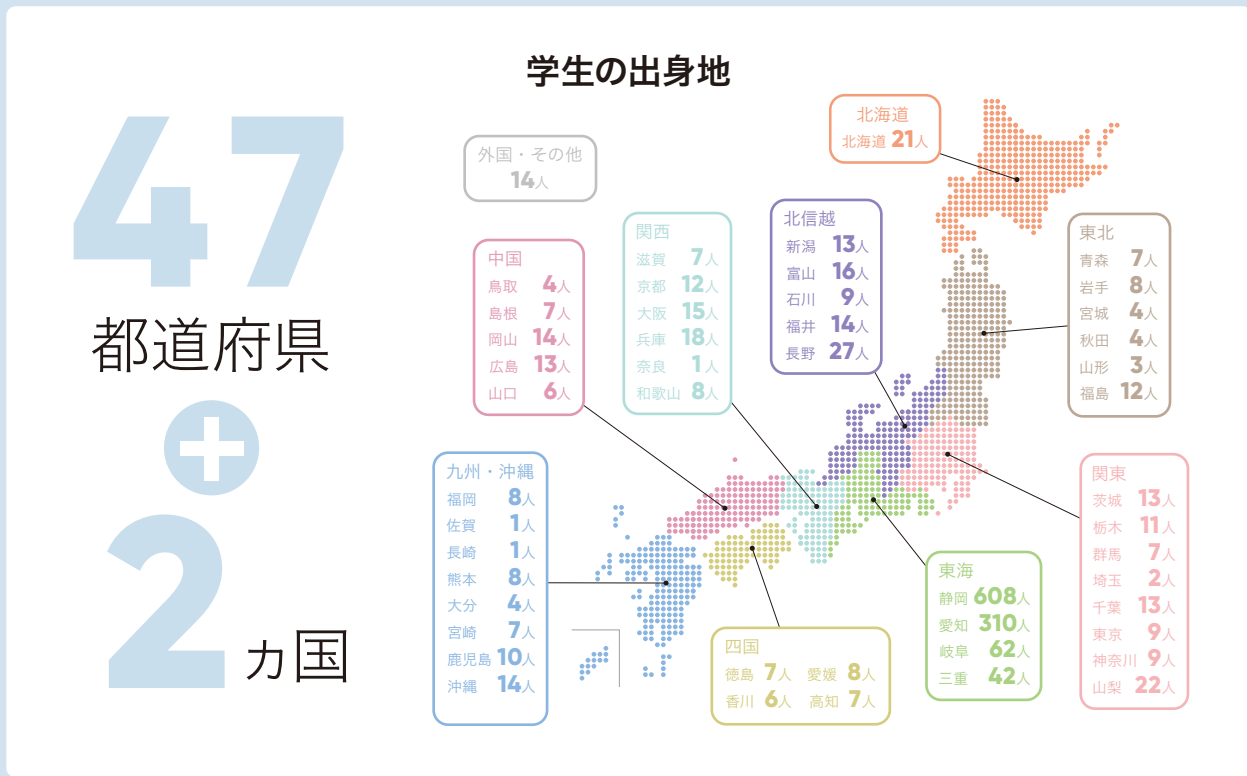 学生の出身地
47
都道府県
+
2
カ国
外国・その他
14人
北海道
北海道 21人
中国
鳥取 4人
島根 7人
岡山 14人
広島 13人
山口 6人
関西
滋賀 7人
京都 12人
大阪 15人
兵庫 18人
奈良 1人
和歌山 8人
北信越
新潟 13人
富山 16人
石川 9人
福井 14人
長野 27人
東北
青森 7人
岩手 8人
宮城 4人
秋田 4人
山形 3人
福島 12人
九州・沖縄
福岡 8人
佐賀 1人
長崎 1人
熊本 8人
大分 4人
宮崎 7人
鹿児島 10人
沖縄 14人
四国
徳島 7人 愛媛 8人
香川 6人 高知 7人
東海
静岡 608人
愛知 310人
岐阜 62人
三重 42人
関東
茨城 13人
栃木 11人
群馬 7人
埼玉 2人
千葉 13人
東京 9人
神奈川 9人
山梨 22人